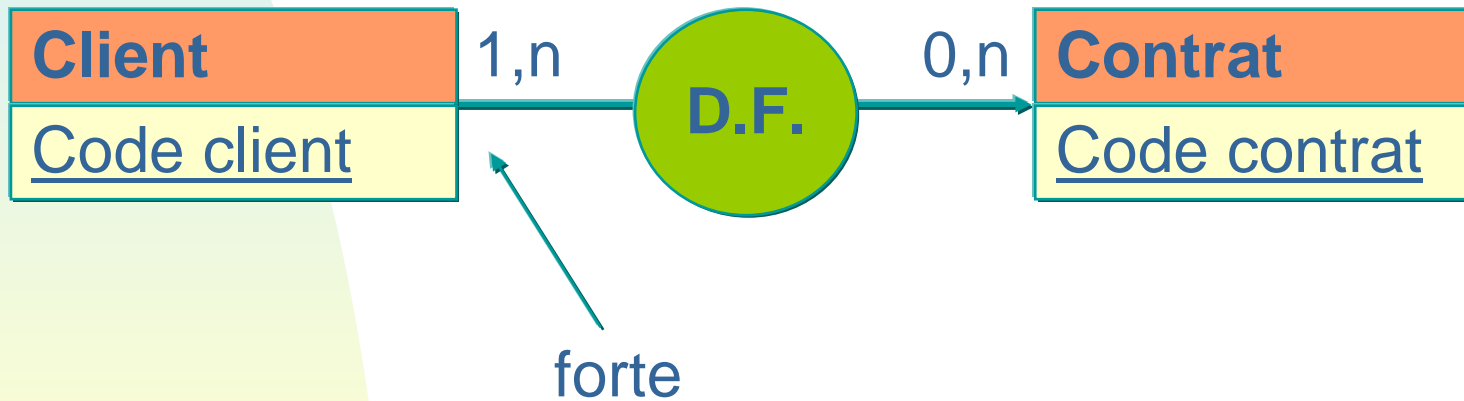 Client
1,n
D.F.
0,n
Contrat
Code client
Code contrat
forte